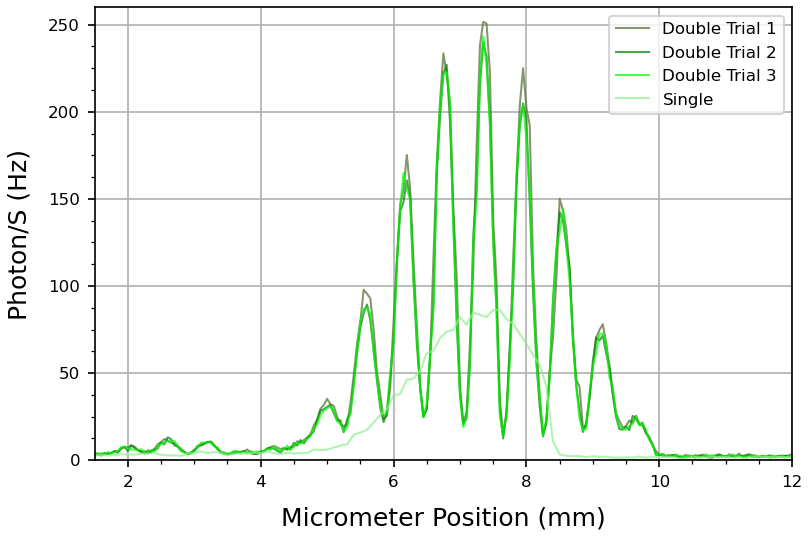 250
200
150
100
50
0
Photon/S (Hz)
Double Trial 1
Double Trial 2
Double Trial 3
Single
2 4 6 8 10 12
Micrometer Position (mm)